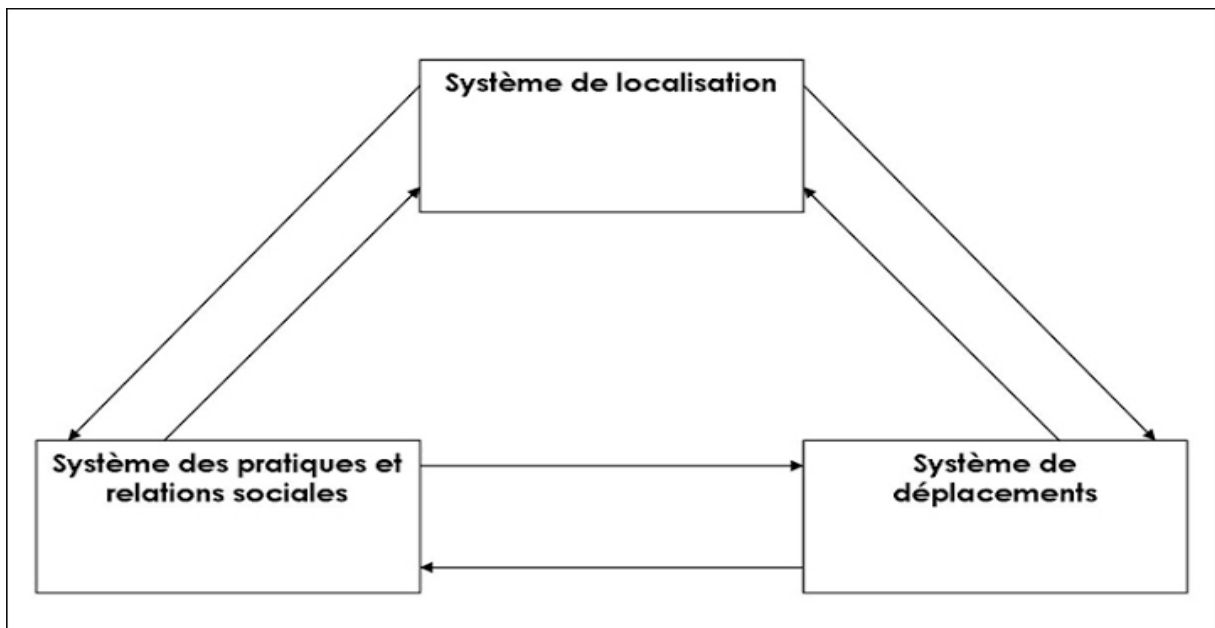 Système de localisation
Système des pratiques et
relations sociales
Système de
déplacements